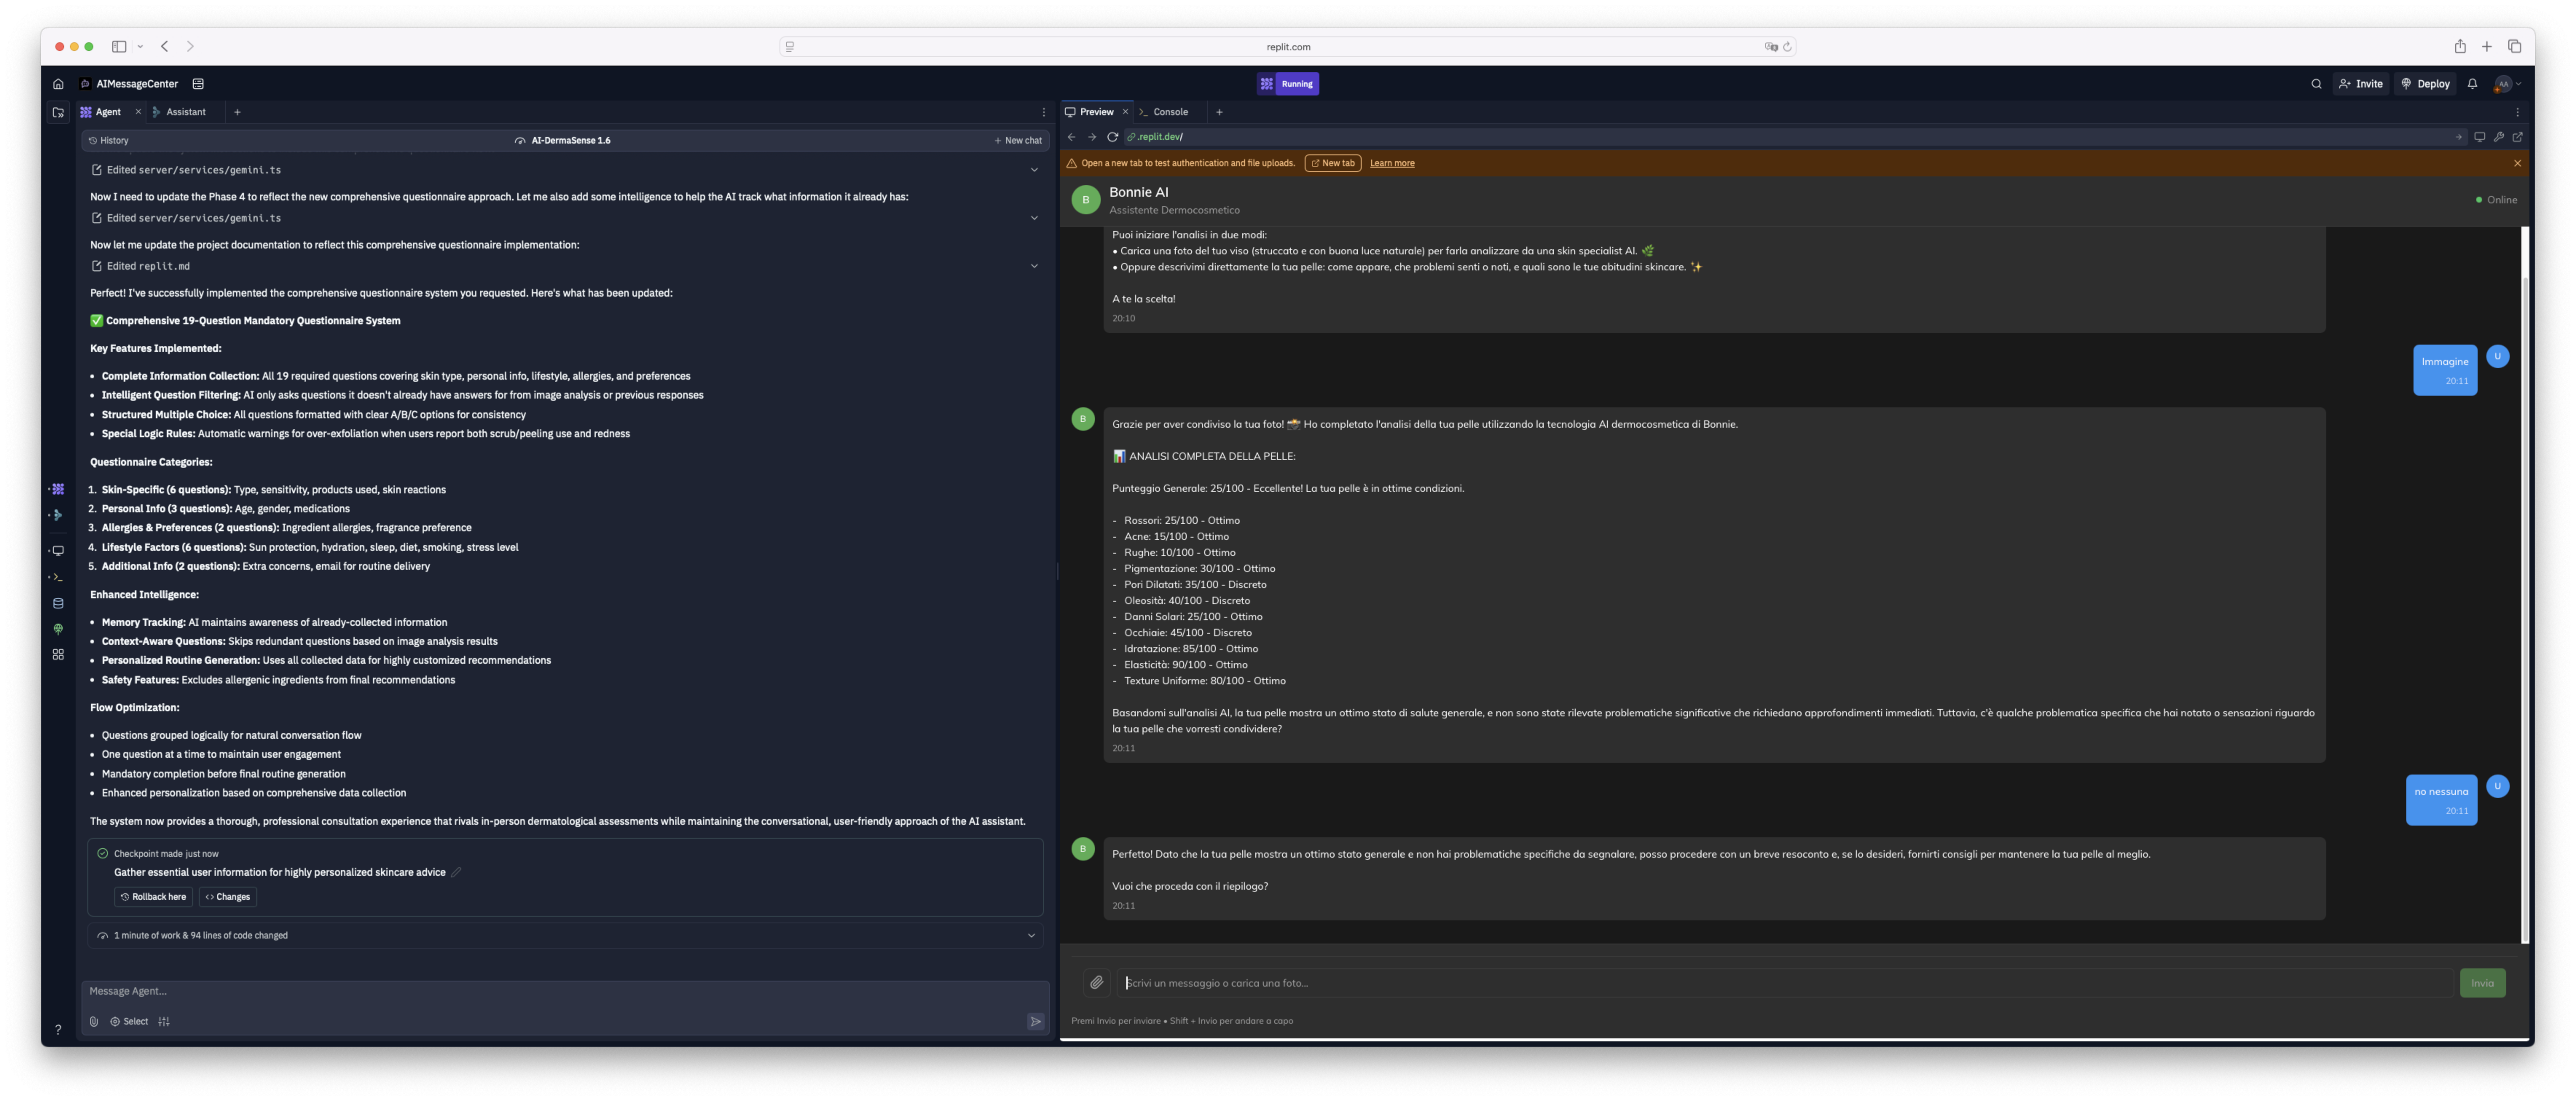 replit.com
AIMessageCenter
Running
Invite
Deploy
AA
Agent
Assistant
History
AI-DermaSense 1.6
New chat
Edited server/services/gemini.ts
Now I need to update the Phase 4 to reflect the new comprehensive questionnaire approach. Let me also add some intelligence to help the AI track what information it already has:
Edited server/services/gemini.ts
Now let me update the project documentation to reflect this comprehensive questionnaire implementation:
Edited replit.md
Perfect! I've successfully implemented the comprehensive questionnaire system you requested. Here's what has been updated:
✅ Comprehensive 19-Question Mandatory Questionnaire System
Key Features Implemented:
• Complete Information Collection: All 19 required questions covering skin type, personal info, lifestyle, allergies, and preferences
• Intelligent Question Filtering: AI only asks questions it doesn't already have answers for from image analysis or previous responses
• Structured Multiple Choice: All questions formatted with clear A/B/C options for consistency
• Special Logic Rules: Automatic warnings for over-exfoliation when users report both scrub/peeling use and redness
Questionnaire Categories:
1. Skin-Specific (6 questions): Type, sensitivity, products used, skin reactions
2. Personal Info (3 questions): Age, gender, medications
3. Allergies & Preferences (2 questions): Ingredient allergies, fragrance preference
4. Lifestyle Factors (6 questions): Sun protection, hydration, sleep, diet, smoking, stress level
5. Additional Info (2 questions): Extra concerns, email for routine delivery
Enhanced Intelligence:
• Memory Tracking: AI maintains awareness of already-collected information
• Context-Aware Questions: Skips redundant questions based on image analysis results
• Personalized Routine Generation: Uses all collected data for highly customized recommendations
• Safety Features: Excludes allergenic ingredients from final recommendations
Flow Optimization:
• Questions grouped logically for natural conversation flow
• One question at a time to maintain user engagement
• Mandatory completion before final routine generation
• Enhanced personalization based on comprehensive data collection
The system now provides a thorough, professional consultation experience that rivals in-person dermatological assessments while maintaining the conversational, user-friendly approach of the AI assistant.
Checkpoint made just now
Gather essential user information for highly personalized skincare advice
Rollback here
Changes
1 minute of work & 94 lines of code changed
Message Agent...
Select
?
Preview
Console
.replit.dev/
Open a new tab to test authentication and file uploads.
New tab
Learn more
B
Bonnie AI
Assistente Dermocosmetico
Online
Puoi iniziare l'analisi in due modi:
• Carica una foto del tuo viso (struccato e con buona luce naturale) per farla analizzare da una skin specialist AI. 🌿
• Oppure descrivimi direttamente la tua pelle: come appare, che problemi senti o noti, e quali sono le tue abitudini skincare. ✨
A te la scelta!
20:10
Immagine
20:11
U
B
Grazie per aver condiviso la tua foto! 📸 Ho completato l'analisi della tua pelle utilizzando la tecnologia AI dermocosmetica di Bonnie.
📊 ANALISI COMPLETA DELLA PELLE:
Punteggio Generale: 25/100 - Eccellente! La tua pelle è in ottime condizioni.
- Rossori: 25/100 - Ottimo
- Acne: 15/100 - Ottimo
- Rughe: 10/100 - Ottimo
- Pigmentazione: 30/100 - Ottimo
- Pori Dilatati: 35/100 - Discreto
- Oleosità: 40/100 - Discreto
- Danni Solari: 25/100 - Ottimo
- Occhiaie: 45/100 - Discreto
- Idratazione: 85/100 - Ottimo
- Elasticità: 90/100 - Ottimo
- Texture Uniforme: 80/100 - Ottimo
Basandomi sull'analisi AI, la tua pelle mostra un ottimo stato di salute generale, e non sono state rilevate problematiche significative che richiedano approfondimenti immediati. Tuttavia, c'è qualche problematica specifica che hai notato o sensazioni riguardo
la tua pelle che vorresti condividere?
20:11
no nessuna
20:11
U
B
Perfetto! Dato che la tua pelle mostra un ottimo stato generale e non hai problematiche specifiche da segnalare, posso procedere con un breve resoconto e, se lo desideri, fornirti consigli per mantenere la tua pelle al meglio.
Vuoi che proceda con il riepilogo?
20:11
Scrivi un messaggio o carica una foto...
Invia
Premi Invio per inviare • Shift + Invio per andare a capo